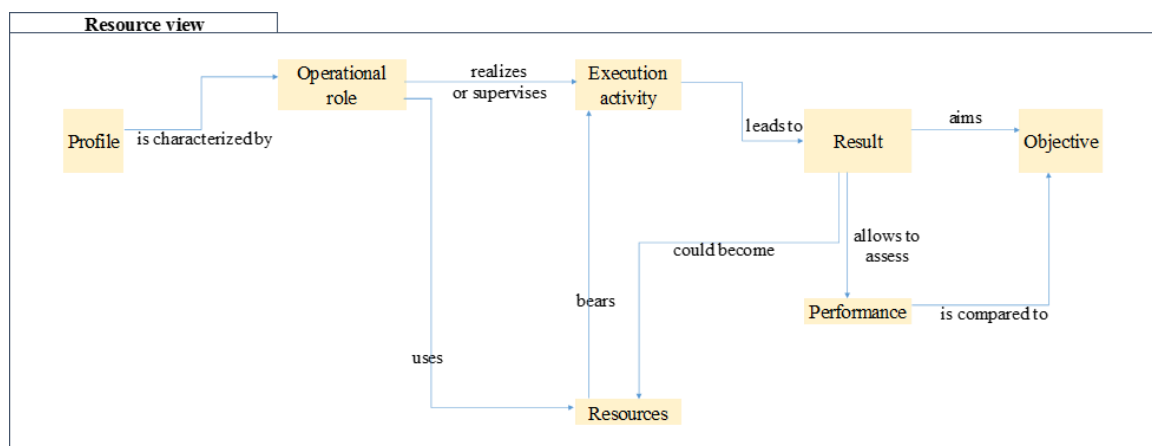 Resource view
Operational
role
realizes
or supervises
Execution
activity
Profile
is characterized by
leads to
Result
aims
Objective
could become
allows to
assess
bears
Performance
is compared to
uses
Resources